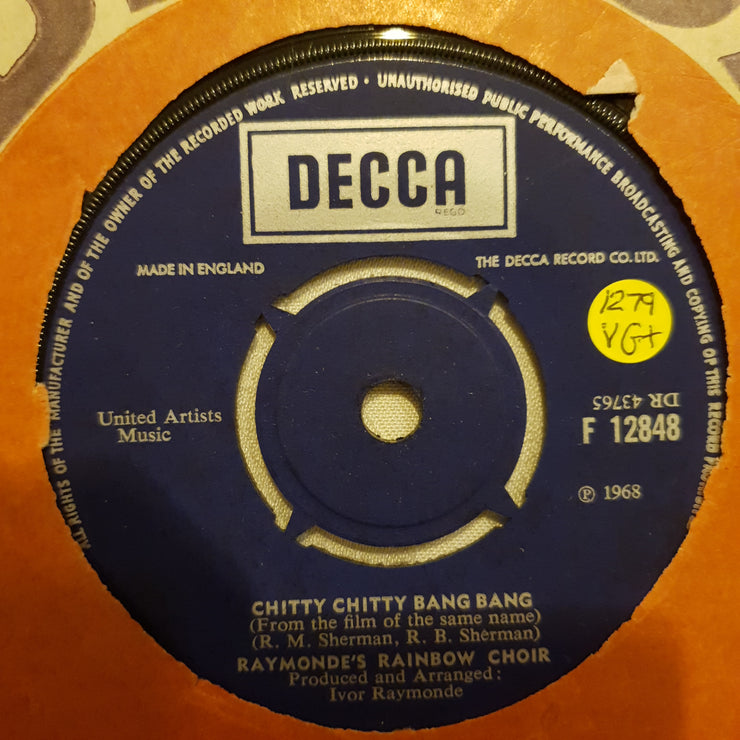 ALL RIGHTS OF THE MANUFACTURER AND OF THE OWNER OF THE RECORDED WORK RESERVED · UNAUTHORISED PUBLIC PERFORMANCE BROADCASTING AND COPYING OF THIS RECORD
DECCA
REGD
MADE IN ENGLAND
THE DECCA RECORD CO. LTD.
1279
VG+
DR 43765
F 12848
United Artists
Music
℗ 1968
CHITTY CHITTY BANG BANG
(From the film of the same name)
(R. M. Sherman, R. B. Sherman)
RAYMONDE'S RAINBOW CHOIR
Produced and Arranged:
Ivor Raymonde